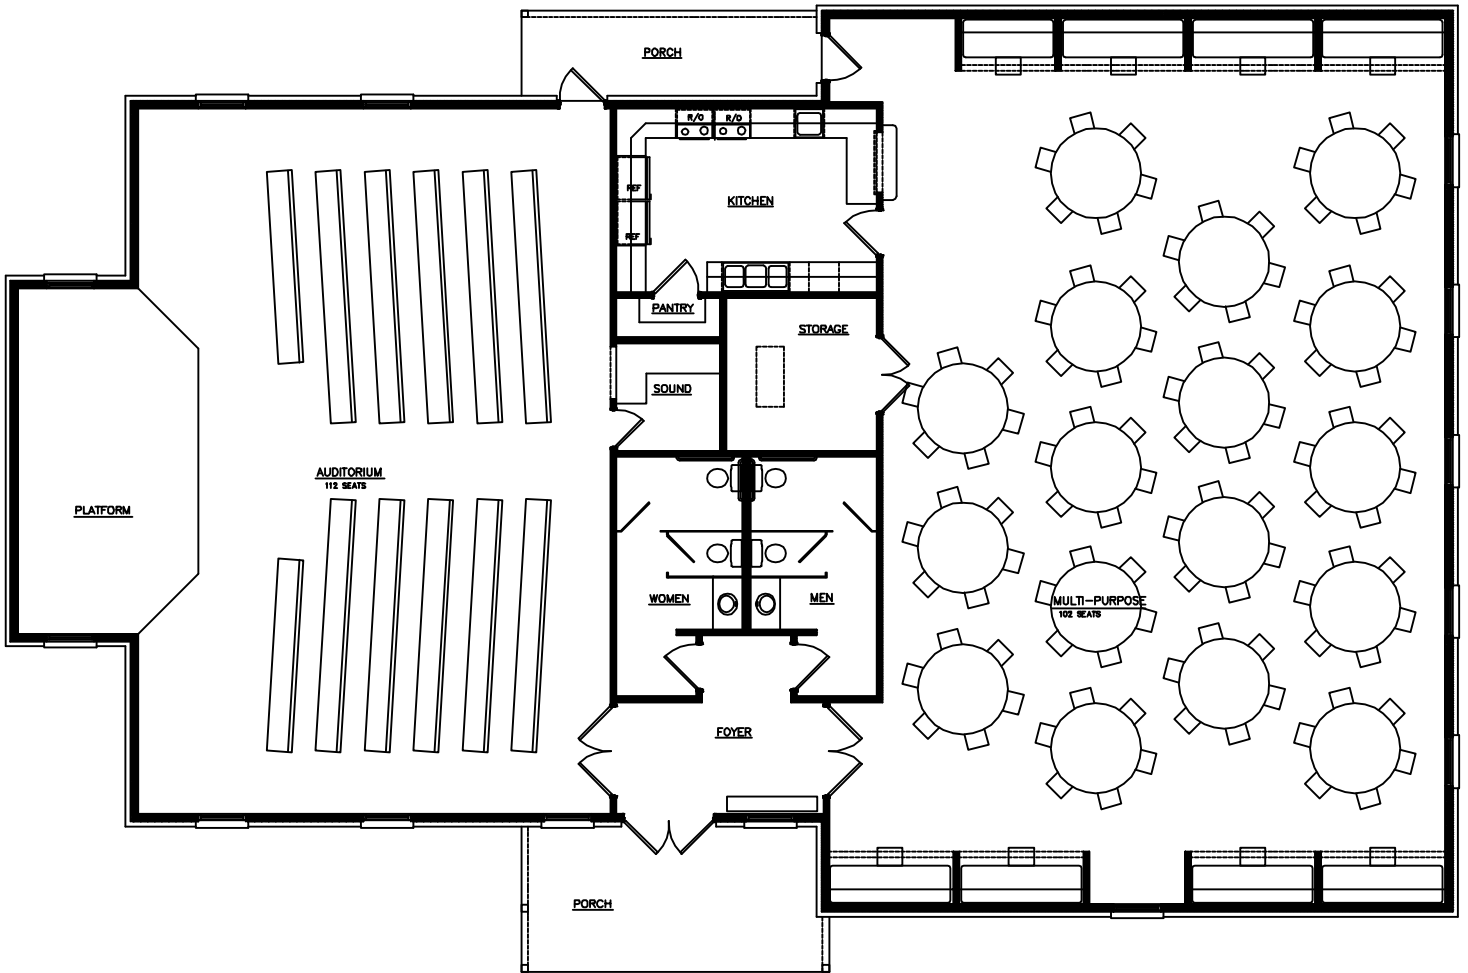 PORCH
R/O
R/O
REF
KITCHEN
REF
PANTRY
STORAGE
SOUND
AUDITORIUM
112 SEATS
PLATFORM
WOMEN
MEN
MULTI-PURPOSE
102 SEATS
FOYER
PORCH